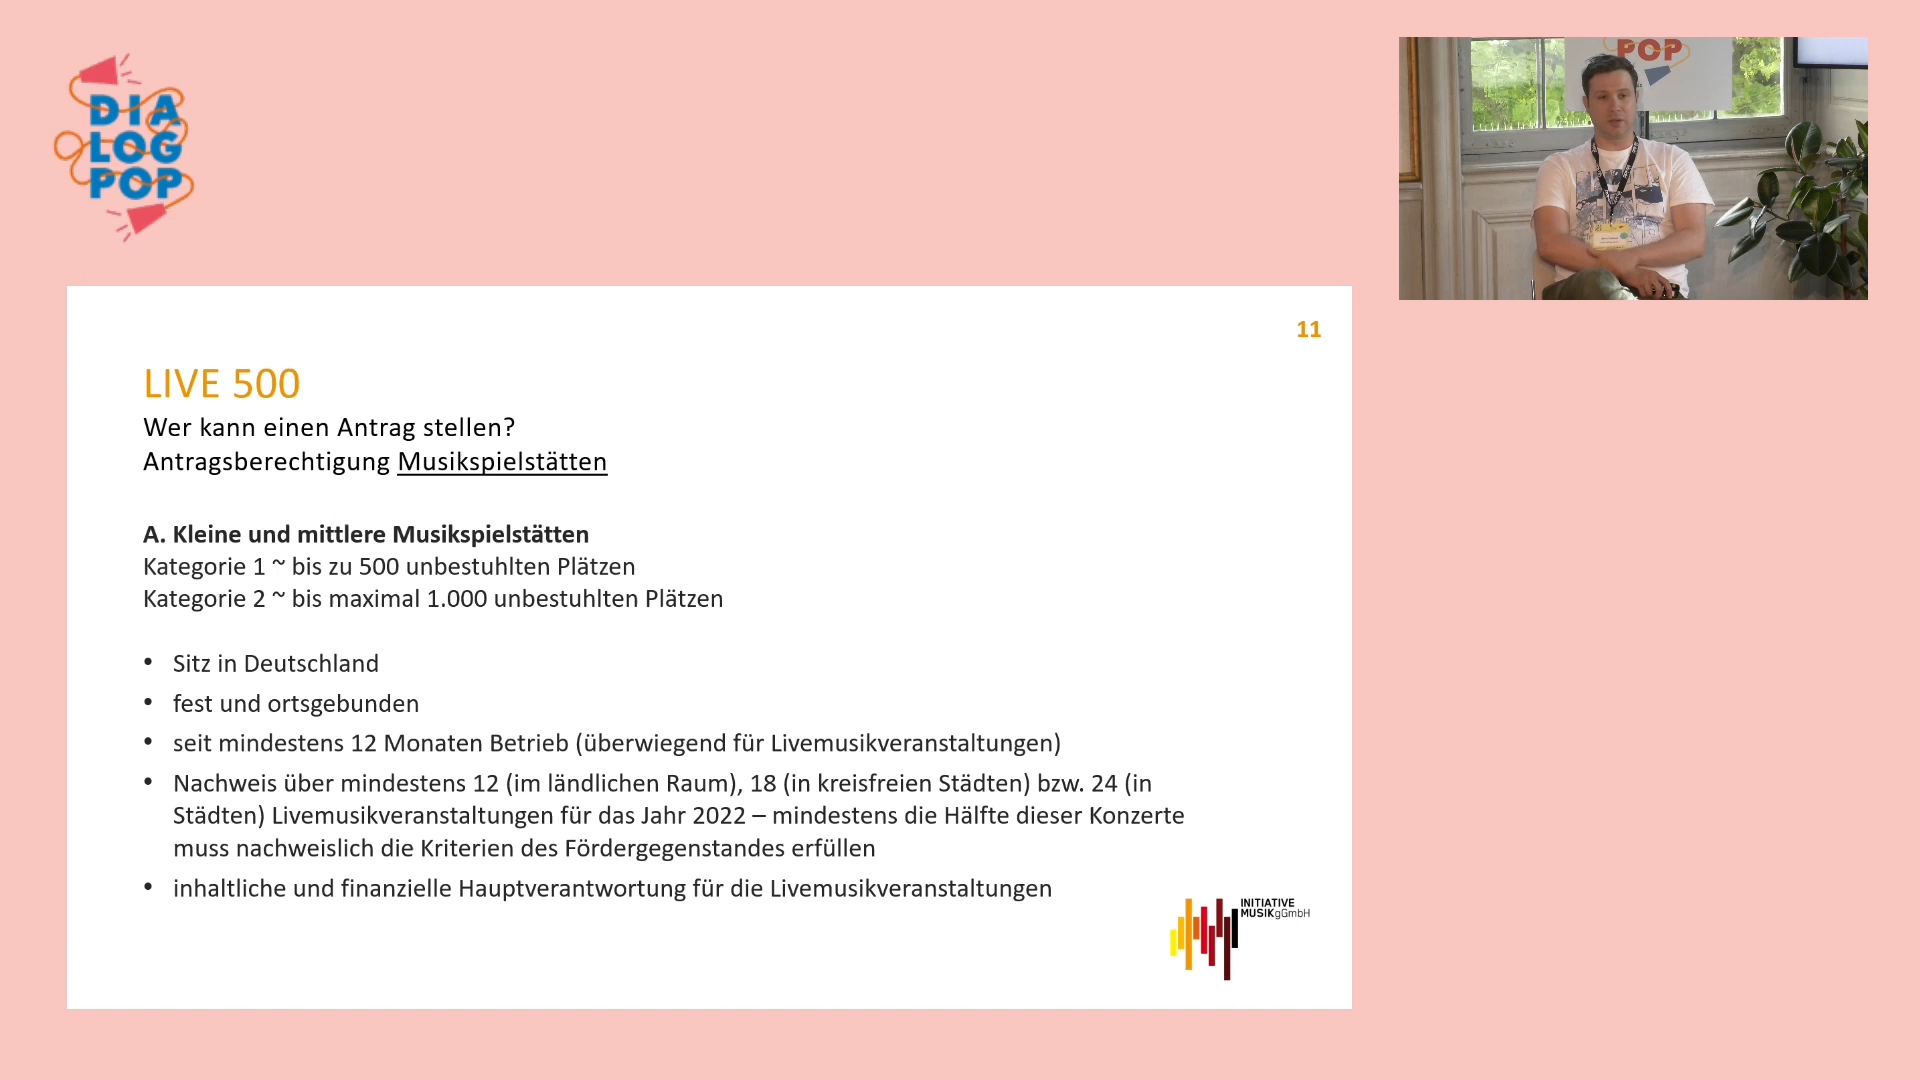 DIA
LOG
POP
POP
11
LIVE 500
Wer kann einen Antrag stellen?
Antragsberechtigung Musikspielstätten
A. Kleine und mittlere Musikspielstätten
Kategorie 1 ~ bis zu 500 unbestuhlten Plätzen
Kategorie 2 ~ bis maximal 1.000 unbestuhlten Plätzen
• Sitz in Deutschland
• fest und ortsgebunden
• seit mindestens 12 Monaten Betrieb (überwiegend für Livemusikveranstaltungen)
• Nachweis über mindestens 12 (im ländlichen Raum), 18 (in kreisfreien Städten) bzw. 24 (in
Städten) Livemusikveranstaltungen für das Jahr 2022 – mindestens die Hälfte dieser Konzerte
muss nachweislich die Kriterien des Fördergegenstandes erfüllen
• inhaltliche und finanzielle Hauptverantwortung für die Livemusikveranstaltungen
INITIATIVE
MUSIKgGmbH